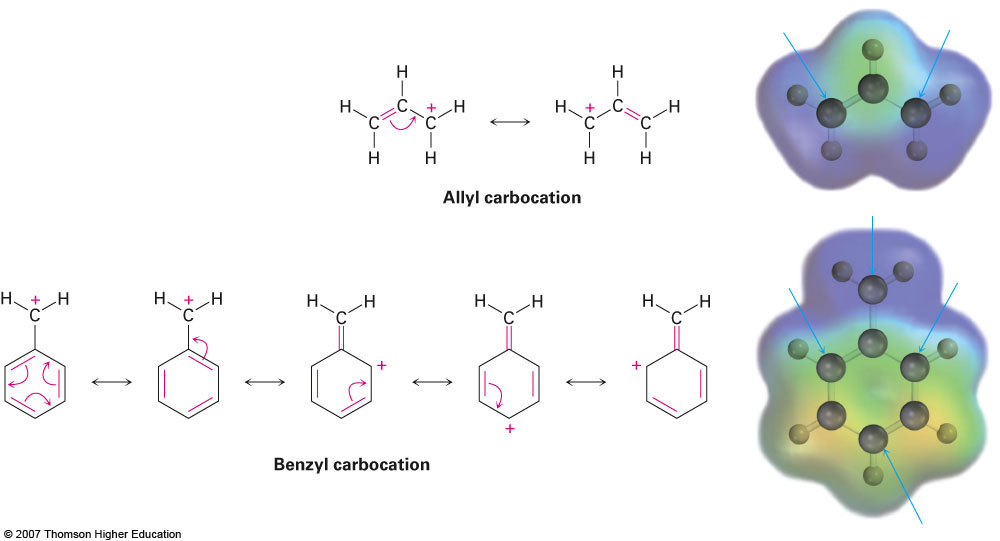 H H
H C + H H + C H
C C C C
H H H H
Allyl carbocation
H + H H + H H H H H H H
C C C C C
+ +
+
Benzyl carbocation
© 2007 Thomson Higher Education